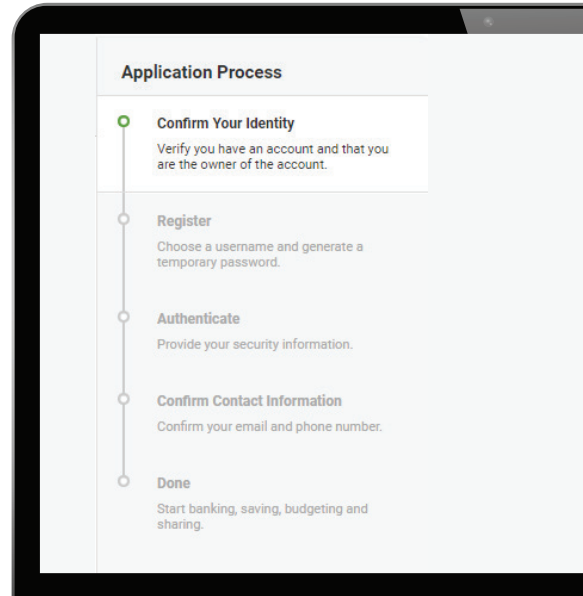 Application Process
Confirm Your Identity
Verify you have an account and that you
are the owner of the account.
Register
Choose a username and generate a
temporary password.
Authenticate
Provide your security information.
Confirm Contact Information
Confirm your email and phone number.
Done
Start banking, saving, budgeting and
sharing.